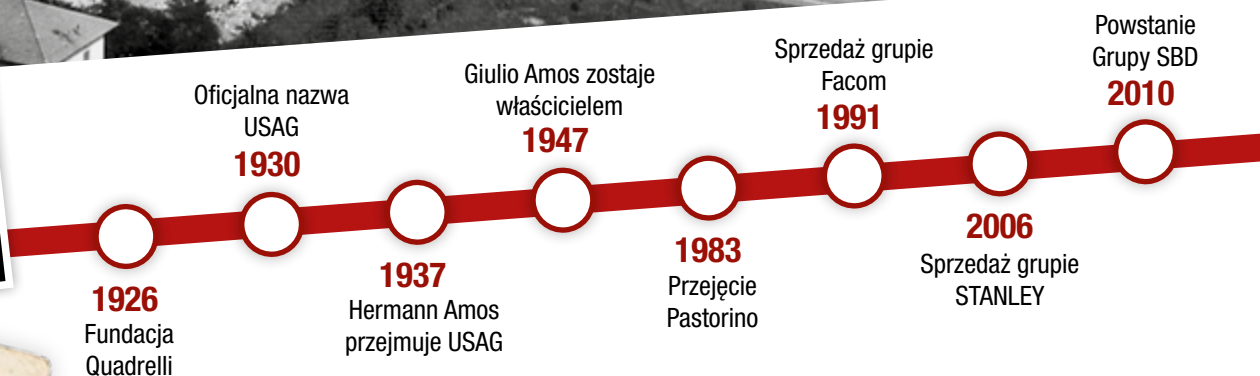 1926
Fundacja
Quadrelli
Oficjalna nazwa
USAG
1930
1937
Hermann Amos
przejmuje USAG
Giulio Amos zostaje
właścicielem
1947
1983
Przejęcie
Pastorino
Sprzedaż grupie
Facom
1991
2006
Sprzedaż grupie
STANLEY
Powstanie
Grupy SBD
2010